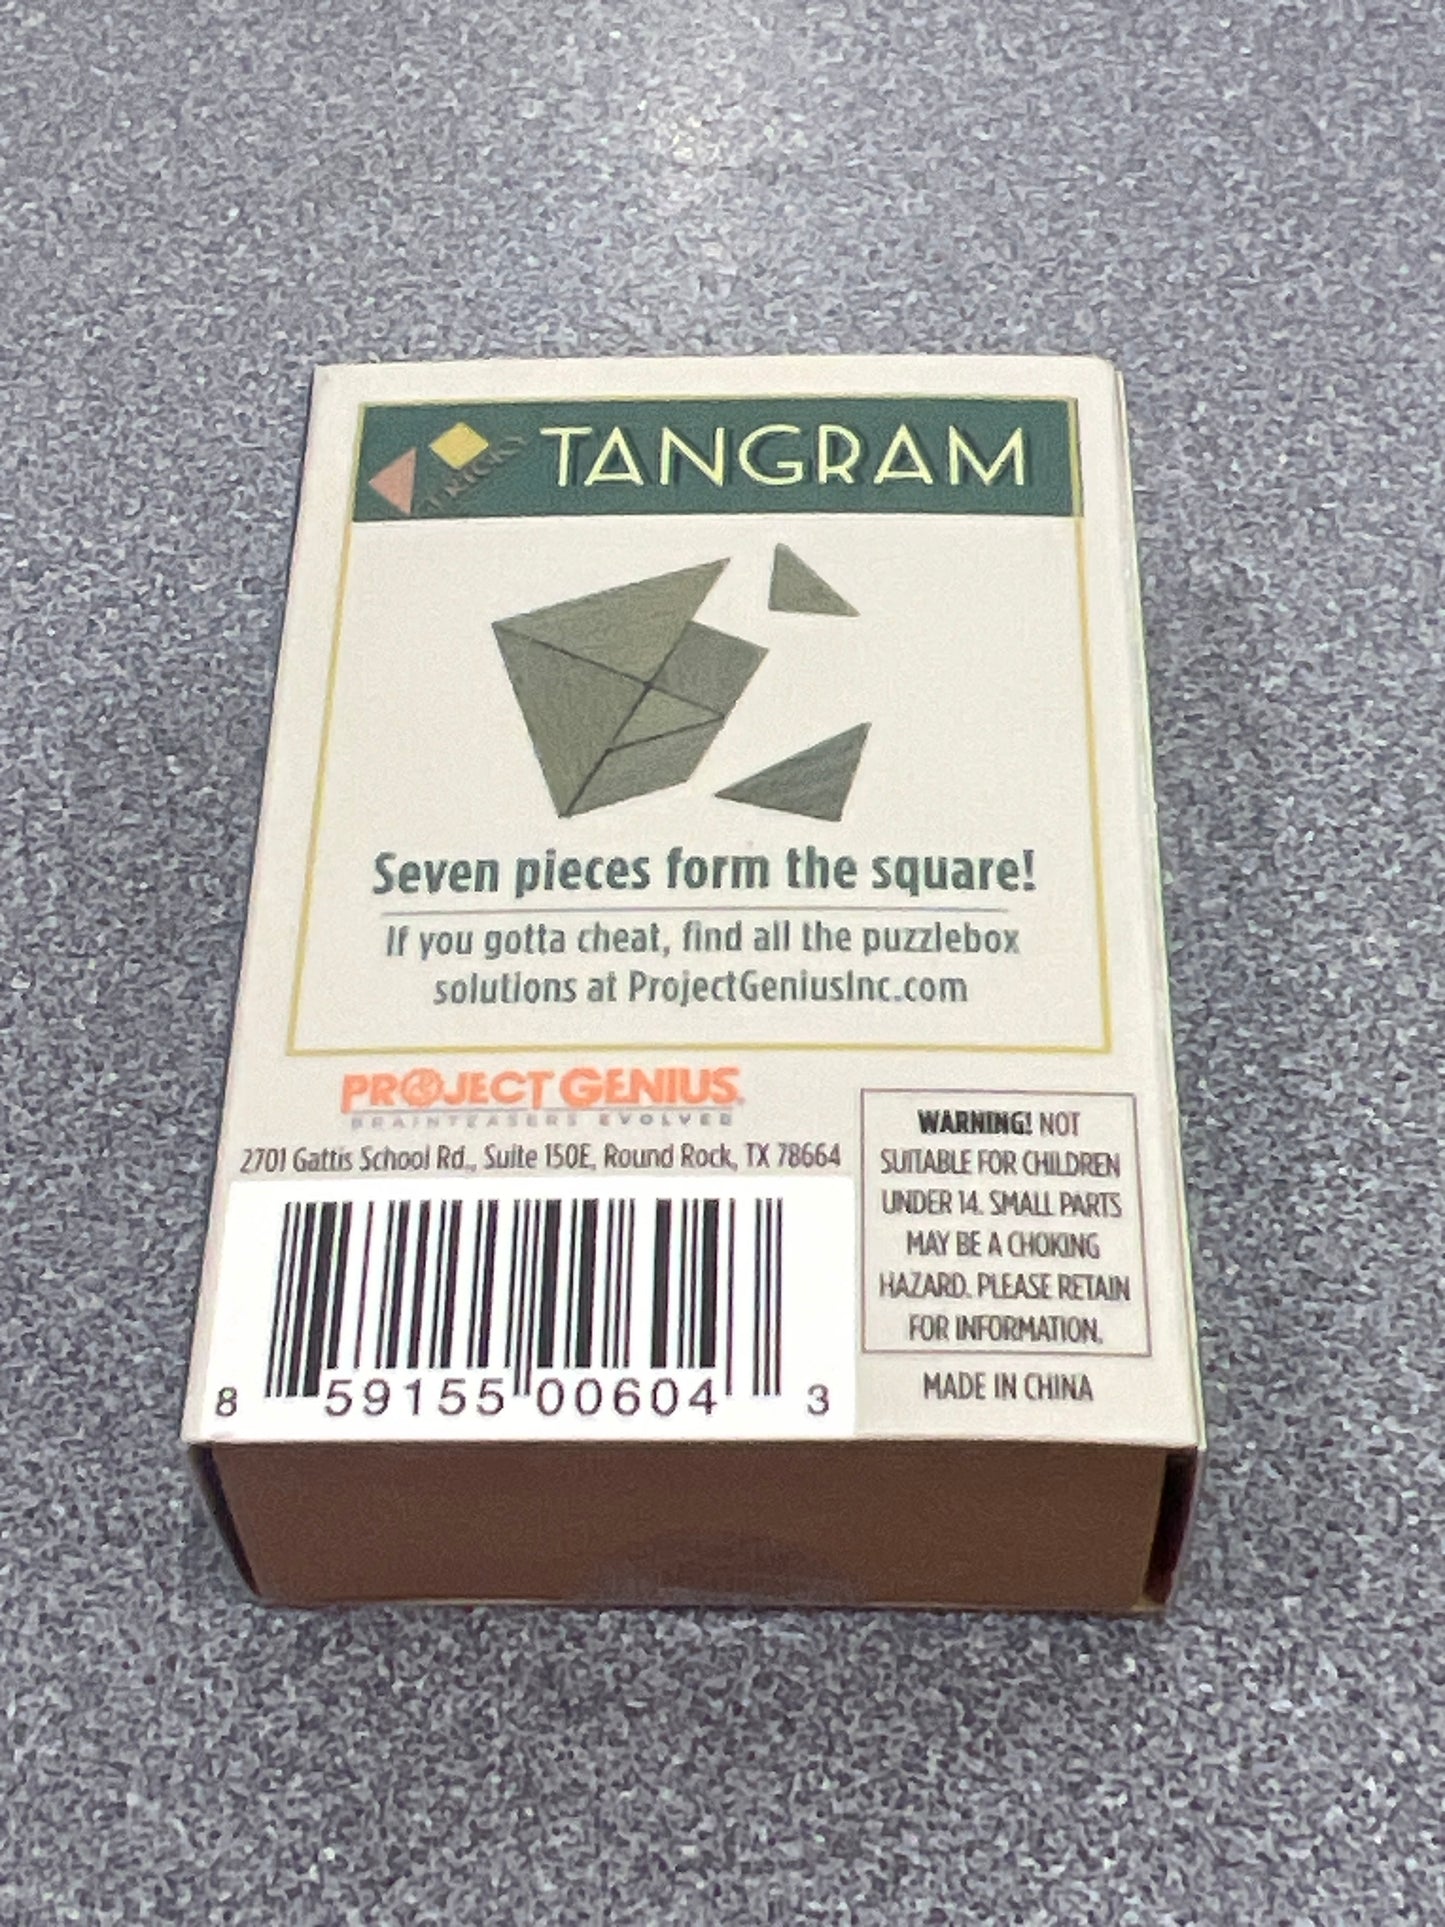 TRICKY TANGRAM
Seven pieces form the square!
If you gotta cheat, find all the puzzlebox
solutions at ProjectGeniusInc.com
PROJECT GENIUS
BRAINTEASERS EVOLVED
2701 Gattis School Rd., Suite 150E, Round Rock, TX 78664
8 59155 00604 3
WARNING! NOT
SUITABLE FOR CHILDREN
UNDER 14. SMALL PARTS
MAY BE A CHOKING
HAZARD. PLEASE RETAIN
FOR INFORMATION.
MADE IN CHINA